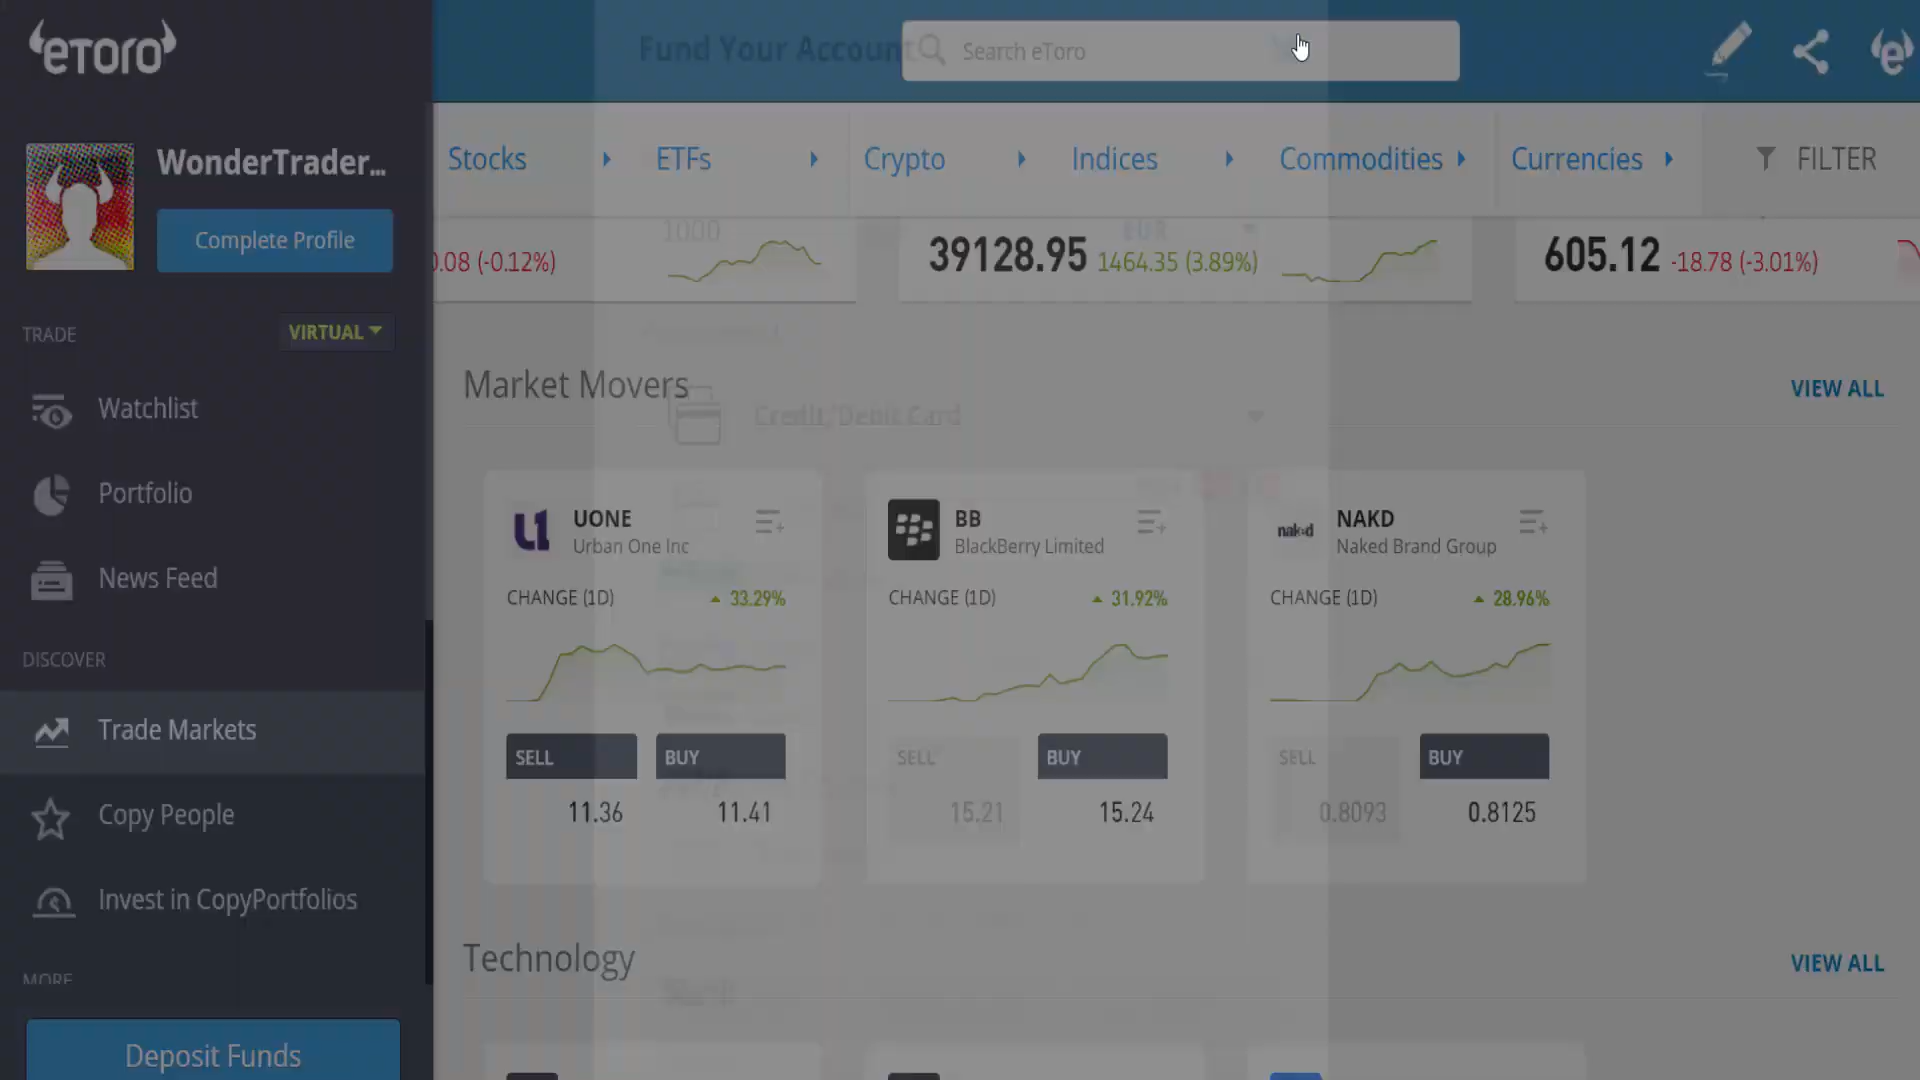 eToro
Fund Your Account
Search eToro
WonderTrader...
Complete Profile
Stocks
ETFs
Crypto
Indices
Commodities
Currencies
FILTER
1000
EUR
0.08 (-0.12%)
39128.95 1464.35 (3.89%)
605.12 -18.78 (-3.01%)
TRADE
VIRTUAL
Watchlist
Portfolio
News Feed
DISCOVER
Trade Markets
Copy People
Invest in CopyPortfolios
MORE
Deposit Funds
Market Movers
VIEW ALL
Credit/Debit Card
UONE
Urban One Inc
CHANGE (1D)
33.29%
SELL
BUY
11.36
11.41
BB
BlackBerry Limited
CHANGE (1D)
31.92%
SELL
BUY
15.21
15.24
naked
NAKD
Naked Brand Group
CHANGE (1D)
28.96%
SELL
BUY
0.8093
0.8125
Technology
VIEW ALL